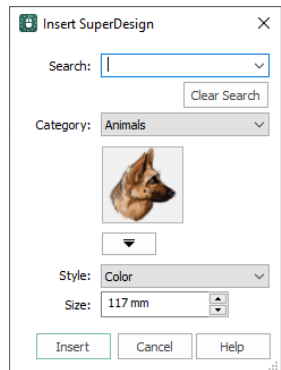 Insert SuperDesign
Search:
Clear Search
Category: Animals
Style: Color
Size: 117 mm
Insert Cancel Help